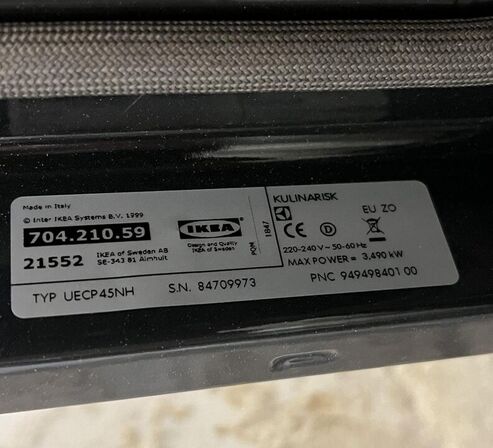 Made in Italy
© Inter IKEA Systems B.V. 1999
704.210.59
21552
IKEA of Sweden AB
SE-343 81 Älmhult
IKEA
Design and Quality
IKEA of Sweden
PQM 1847
KULINARISK
CE D EU ZO
220-240 V ~ 50-60 Hz
MAX POWER = 3,490 kW
TYP UECP45NH S.N. 84709973 PNC 949498401 00